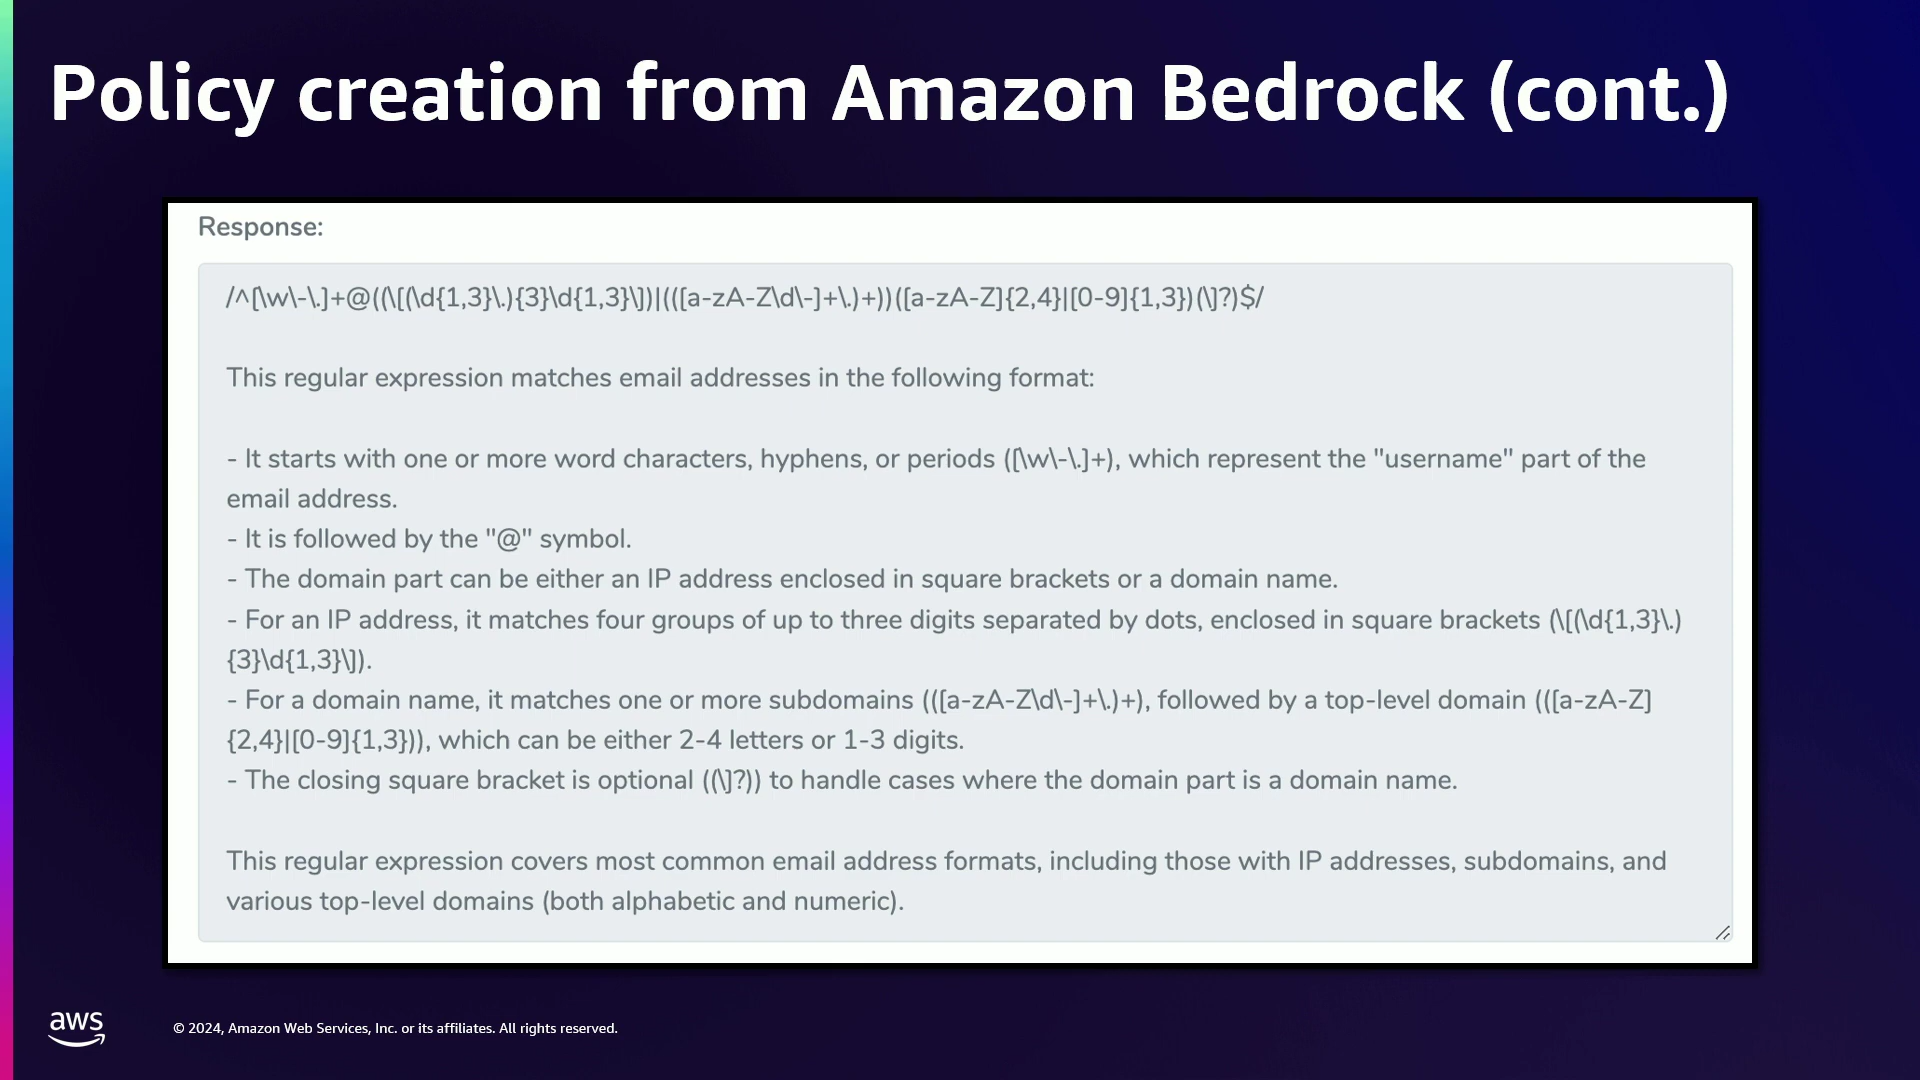 Policy creation from Amazon Bedrock (cont.)
Response:
/^[\w\-\.]+@((\[(\d{1,3}\.){3}\d{1,3}\])|(([a-zA-Z\d\-]+\.)+))([a-zA-Z]{2,4}|[0-9]{1,3})(\]?)$/
This regular expression matches email addresses in the following format:
- It starts with one or more word characters, hyphens, or periods ([\w\-\.]+), which represent the "username" part of the
email address.
- It is followed by the "@" symbol.
- The domain part can be either an IP address enclosed in square brackets or a domain name.
- For an IP address, it matches four groups of up to three digits separated by dots, enclosed in square brackets (\[(\d{1,3}\.)
{3}\d{1,3}\]).
- For a domain name, it matches one or more subdomains (([a-zA-Z\d\-]+\.)+), followed by a top-level domain (([a-zA-Z]
{2,4}|[0-9]{1,3})), which can be either 2-4 letters or 1-3 digits.
- The closing square bracket is optional ((\]?)) to handle cases where the domain part is a domain name.
This regular expression covers most common email address formats, including those with IP addresses, subdomains, and
various top-level domains (both alphabetic and numeric).
aws
© 2024, Amazon Web Services, Inc. or its affiliates. All rights reserved.